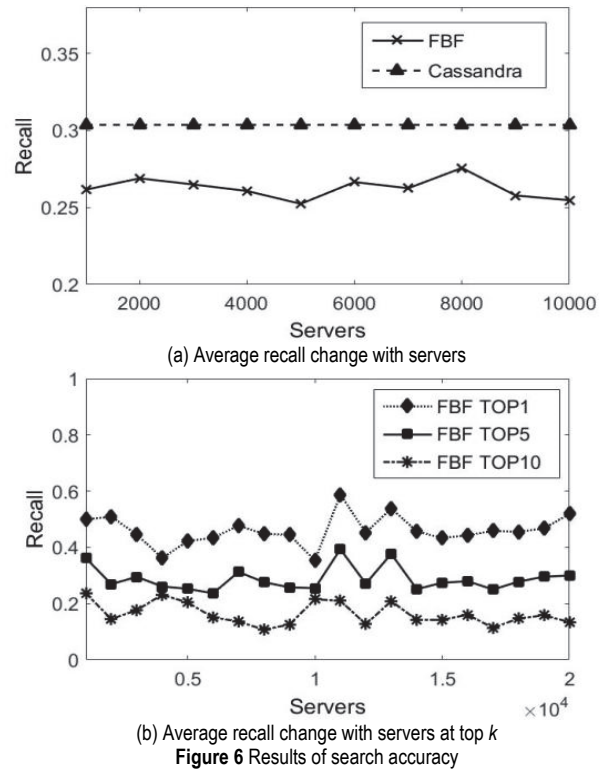 0.35
FBF
Cassandra
0.3
0.25
0.2
Recall
2000 4000 6000 8000 10000
Servers
(a) Average recall change with servers
1
FBF TOP1
FBF TOP5
FBF TOP10
0.8
0.6
0.4
0.2
0
Recall
0.5 1 1.5 2
× 10^4
Servers
(b) Average recall change with servers at top k
Figure 6 Results of search accuracy